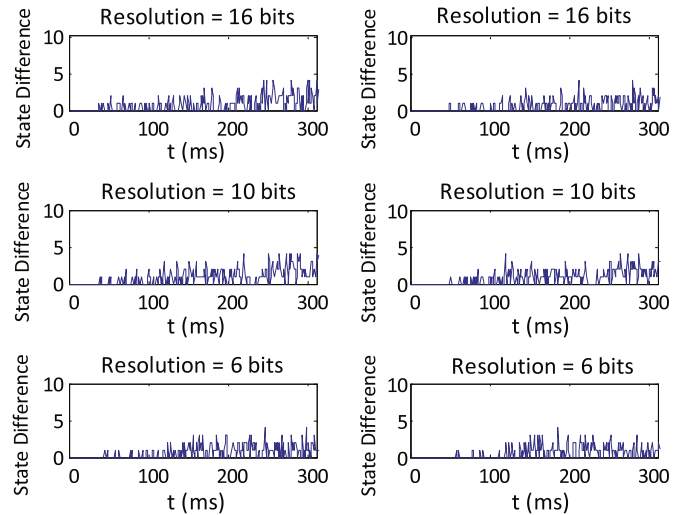 Resolution = 16 bits
State Difference
10
5
0
0 100 200 300
t (ms)
Resolution = 16 bits
State Difference
10
5
0
0 100 200 300
t (ms)
Resolution = 10 bits
State Difference
10
5
0
0 100 200 300
t (ms)
Resolution = 10 bits
State Difference
10
5
0
0 100 200 300
t (ms)
Resolution = 6 bits
State Difference
10
5
0
0 100 200 300
t (ms)
Resolution = 6 bits
State Difference
10
5
0
0 100 200 300
t (ms)